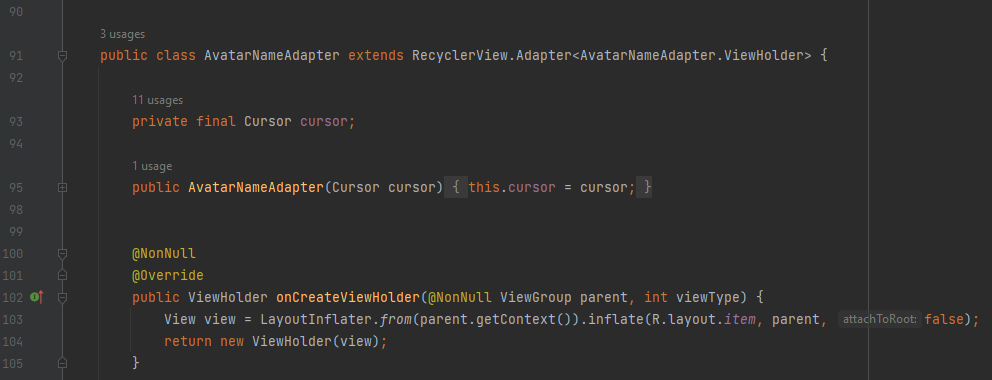 90
3 usages
91 public class AvatarNameAdapter extends RecyclerView.Adapter<AvatarNameAdapter.ViewHolder> {
92
11 usages
93 private final Cursor cursor;
94
1 usage
95 public AvatarNameAdapter(Cursor cursor) { this.cursor = cursor; }
98
99
100 @NonNull
101 @Override
102 public ViewHolder onCreateViewHolder(@NonNull ViewGroup parent, int viewType) {
103 View view = LayoutInflater.from(parent.getContext()).inflate(R.layout.item, parent, attachToRoot: false);
104 return new ViewHolder(view);
105 }